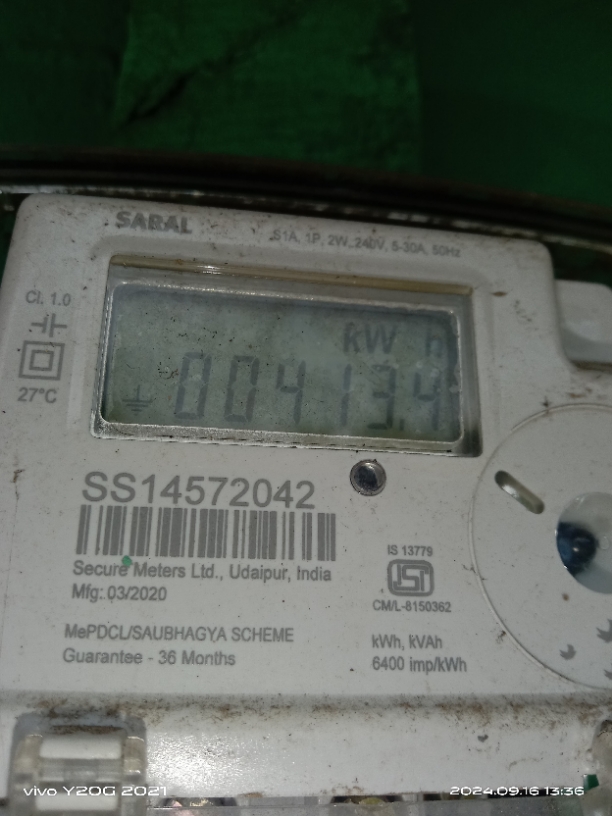 SARAL
S1A, 1P, 2W, 240V, 5-30A, 50Hz
Cl. 1.0
27°C
kW h
00413.4
SS14572042
Secure Meters Ltd., Udaipur, India
Mfg: 03/2020
IS 13779
ISI
CM/L-8150362
MePDCL/SAUBHAGYA SCHEME
Guarantee - 36 Months
kWh, kVAh
6400 imp/kWh
vivo Y20G 2021
2024.09.16 13:36